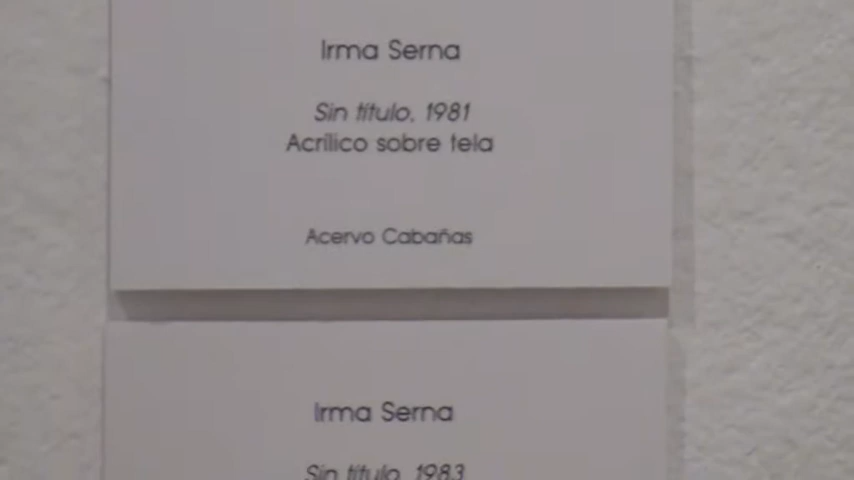 Irma Serna
Sin título, 1981
Acrílico sobre tela
Acervo Cabañas
Irma Serna
Sin título, 1983